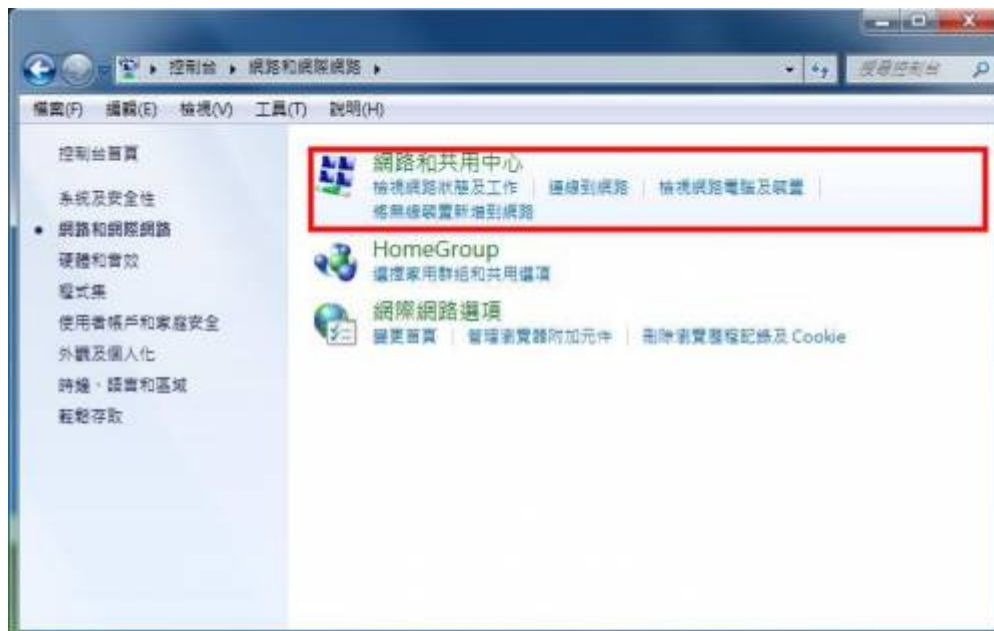 控制台 ▸ 網路和網際網路 ▸
搜尋控制台
檔案(F) 編輯(E) 檢視(V) 工具(T) 說明(H)
控制台首頁
系統及安全性
網路和網際網路
硬體和音效
程式集
使用者帳戶和家庭安全
外觀及個人化
時鐘、語言和區域
輕鬆存取
網路和共用中心
檢視網路狀態及工作 | 連線到網路 | 檢視網路電腦及裝置 |
將無線裝置新增到網路
HomeGroup
選擇家用群組和共用選項
網際網路選項
變更首頁 | 管理瀏覽器附加元件 | 刪除瀏覽歷程記錄及 Cookie